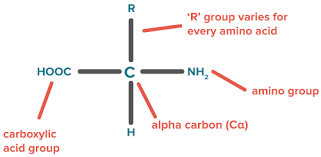 R
'R' group varies for
every amino acid
HOOC
C
NH₂
amino group
H
alpha carbon (Cα)
carboxylic
acid group